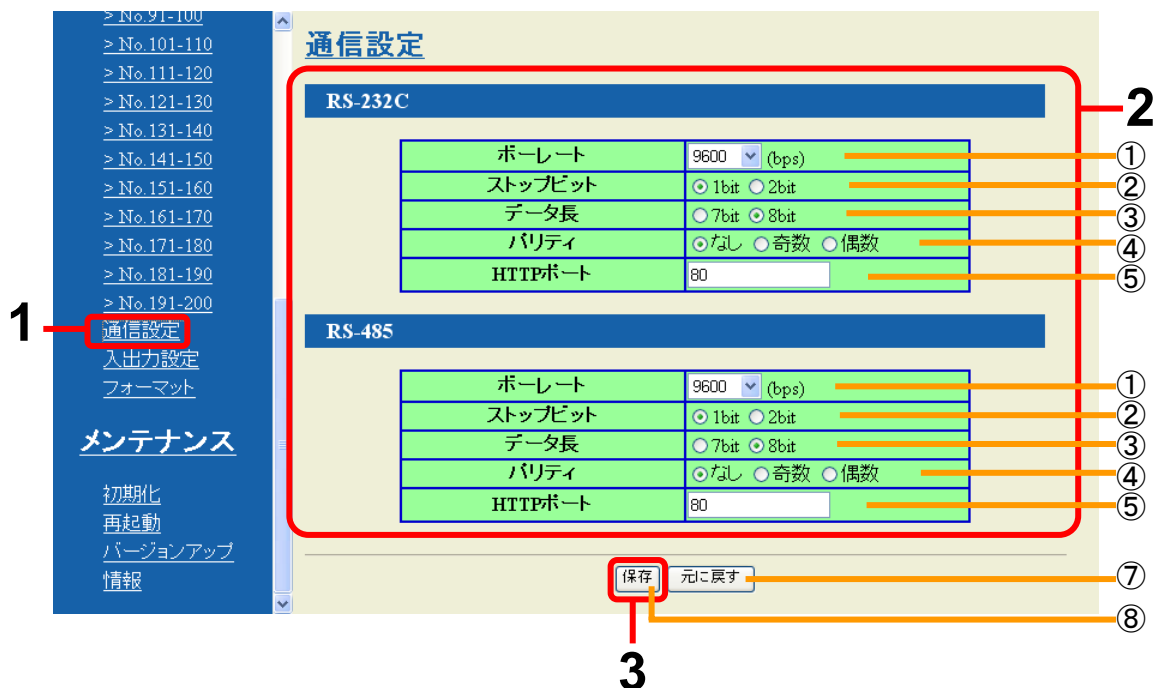 > No.91-100
> No.101-110
> No.111-120
> No.121-130
> No.131-140
> No.141-150
> No.151-160
> No.161-170
> No.171-180
> No.181-190
> No.191-200
1
通信設定
入出力設定
フォーマット
メンテナンス
初期化
再起動
バージョンアップ
情報
通信設定
2
RS-232C
ボーレート 9600 (bps) ①
ストップビット 1bit 2bit ②
データ長 7bit 8bit ③
パリティ なし 奇数 偶数 ④
HTTPポート 80 ⑤
RS-485
ボーレート 9600 (bps) ①
ストップビット 1bit 2bit ②
データ長 7bit 8bit ③
パリティ なし 奇数 偶数 ④
HTTPポート 80 ⑤
保存 元に戻す ⑦
⑧
3